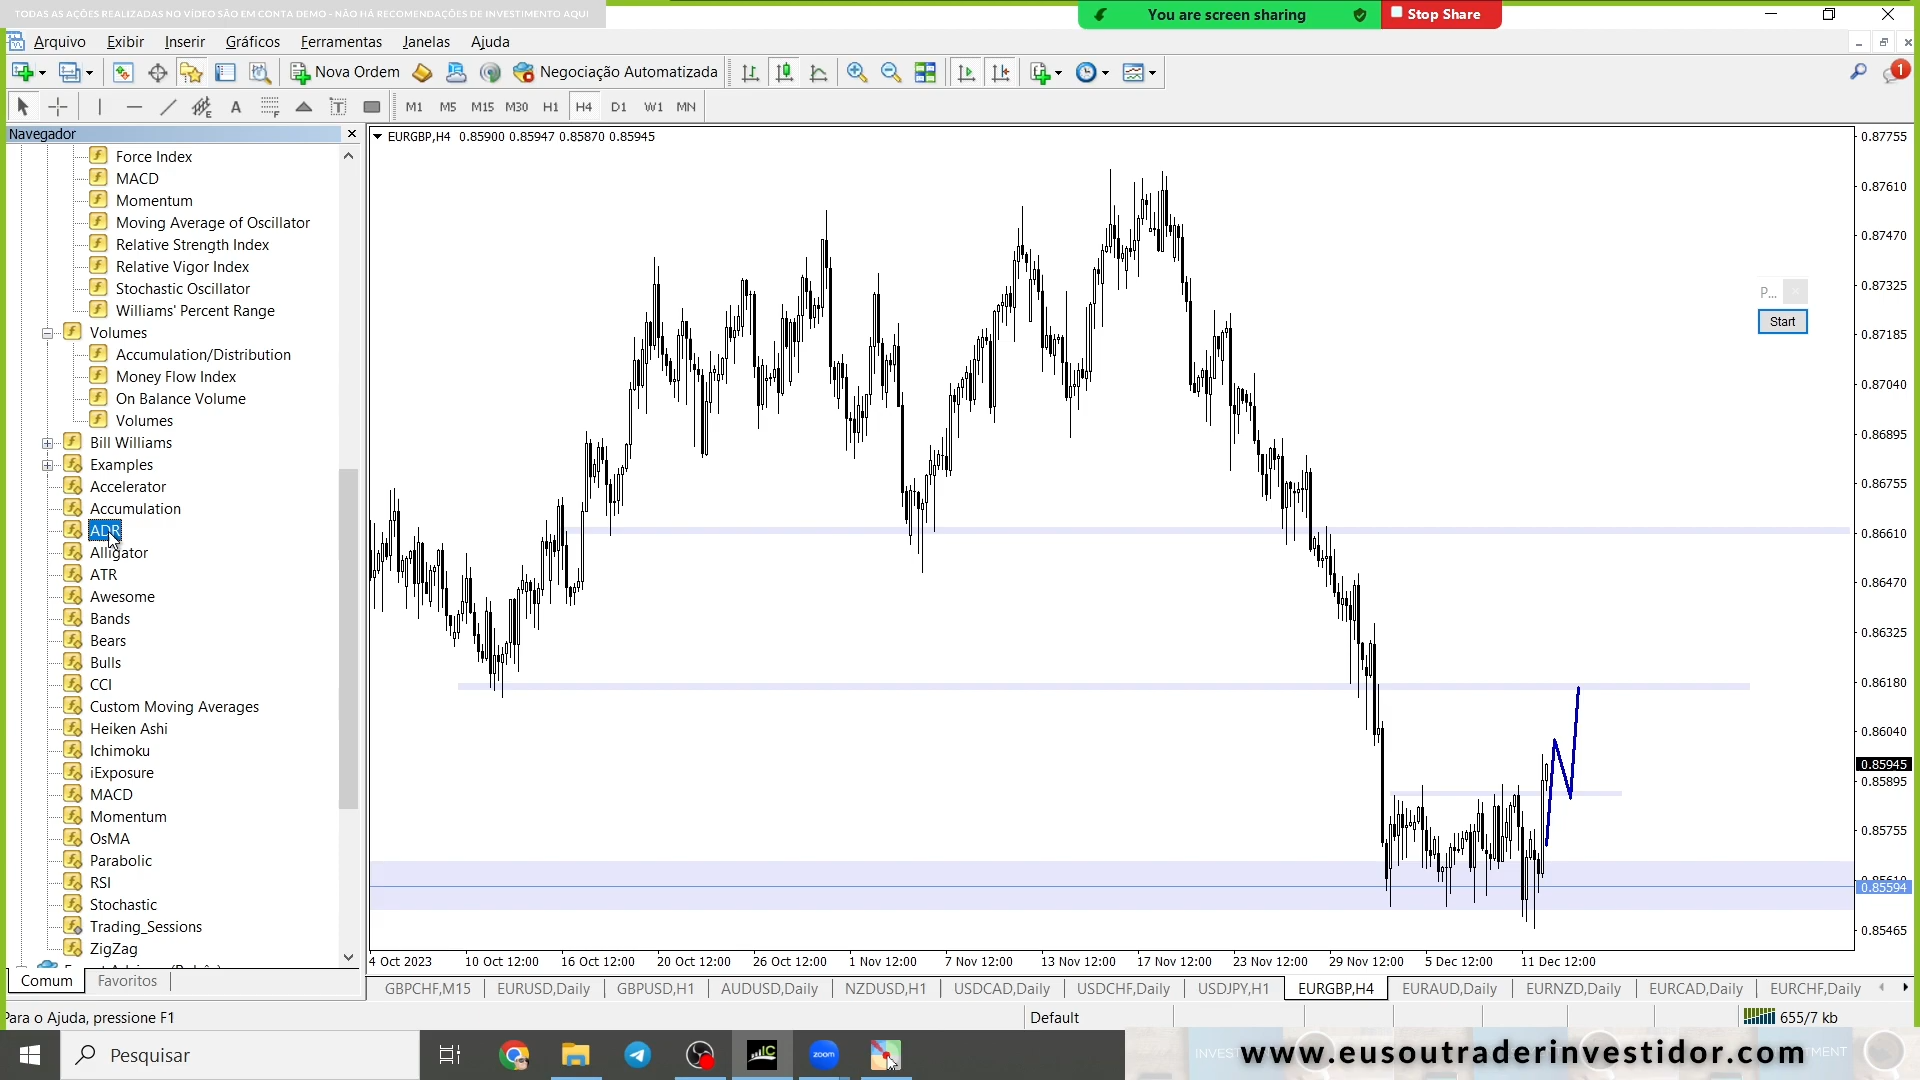 TODAS AS AÇÕES REALIZADAS NO VÍDEO SÃO EM CONTA DEMO - NÃO HÁ RECOMENDAÇÕES DE INVESTIMENTO AQUI
You are screen sharing
Stop Share
Arquivo Exibir Inserir Gráficos Ferramentas Janelas Ajuda
Nova Ordem
Negociação Automatizada
1
A
M1 M5 M15 M30 H1 H4 D1 W1 MN
Navegador
EURGBP,H4 0.85900 0.85947 0.85870 0.85945
Force Index
MACD
Momentum
Moving Average of Oscillator
Relative Strength Index
Relative Vigor Index
Stochastic Oscillator
Williams' Percent Range
Volumes
Accumulation/Distribution
Money Flow Index
On Balance Volume
Volumes
Bill Williams
Examples
Accelerator
Accumulation
ADR
Alligator
ATR
Awesome
Bands
Bears
Bulls
CCI
Custom Moving Averages
Heiken Ashi
Ichimoku
iExposure
MACD
Momentum
OsMA
Parabolic
RSI
Stochastic
Trading_Sessions
ZigZag
Comum
Favoritos
P...
Start
0.87755
0.87610
0.87470
0.87325
0.87185
0.87040
0.86895
0.86755
0.86610
0.86470
0.86325
0.86180
0.86040
0.85945
0.85895
0.85755
0.85610
0.85594
0.85465
4 Oct 2023 10 Oct 12:00 16 Oct 12:00 20 Oct 12:00 26 Oct 12:00 1 Nov 12:00 7 Nov 12:00 13 Nov 12:00 17 Nov 12:00 23 Nov 12:00 29 Nov 12:00 5 Dec 12:00 11 Dec 12:00
GBPCHF,M15 EURUSD,Daily GBPUSD,H1 AUDUSD,Daily NZDUSD,H1 USDCAD,Daily USDCHF,Daily USDJPY,H1 EURGBP,H4 EURAUD,Daily EURNZD,Daily EURCAD,Daily EURCHF,Daily
Para o Ajuda, pressione F1
Default
655/7 kb
Pesquisar
IC
zoom
www.eusoutraderinvestidor.com